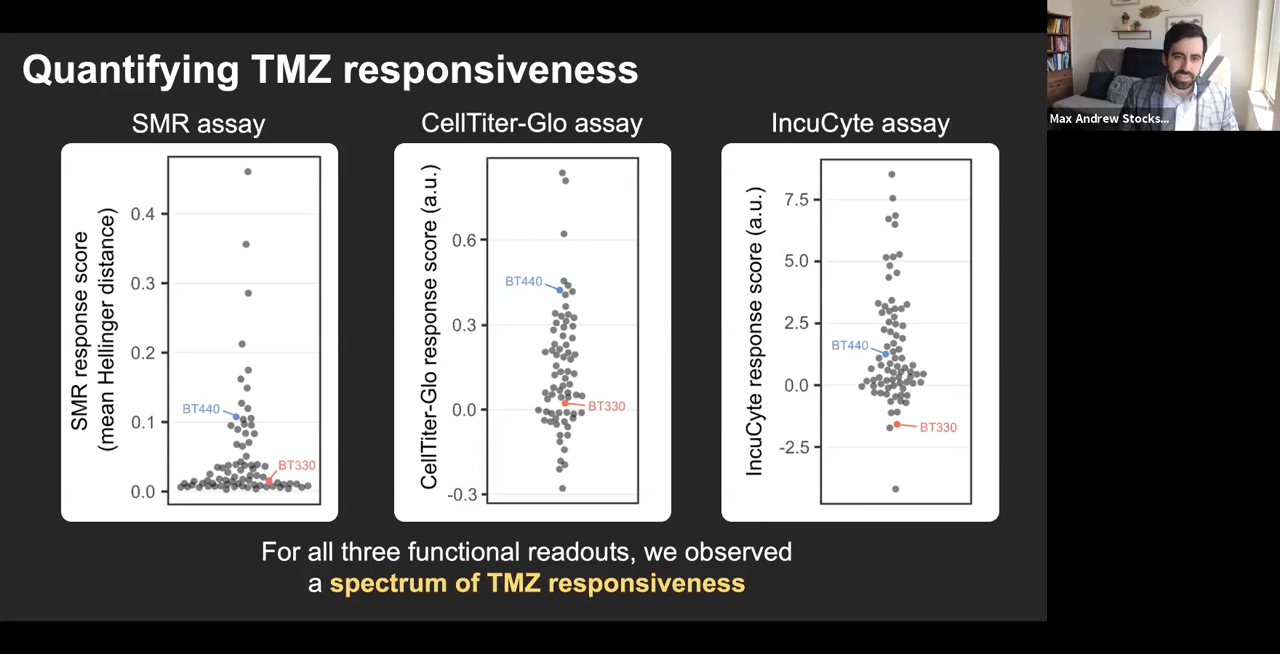 Quantifying TMZ responsiveness
SMR assay
SMR response score
(mean Hellinger distance)
0.4
0.3
0.2
0.1
0.0
BT440
BT330
CellTiter-Glo assay
CellTiter-Glo response score (a.u.)
0.6
0.3
0.0
-0.3
BT440
BT330
IncuCyte assay
IncuCyte response score (a.u.)
7.5
5.0
2.5
0.0
-2.5
BT440
BT330
For all three functional readouts, we observed
a spectrum of TMZ responsiveness
Max Andrew Stocks...